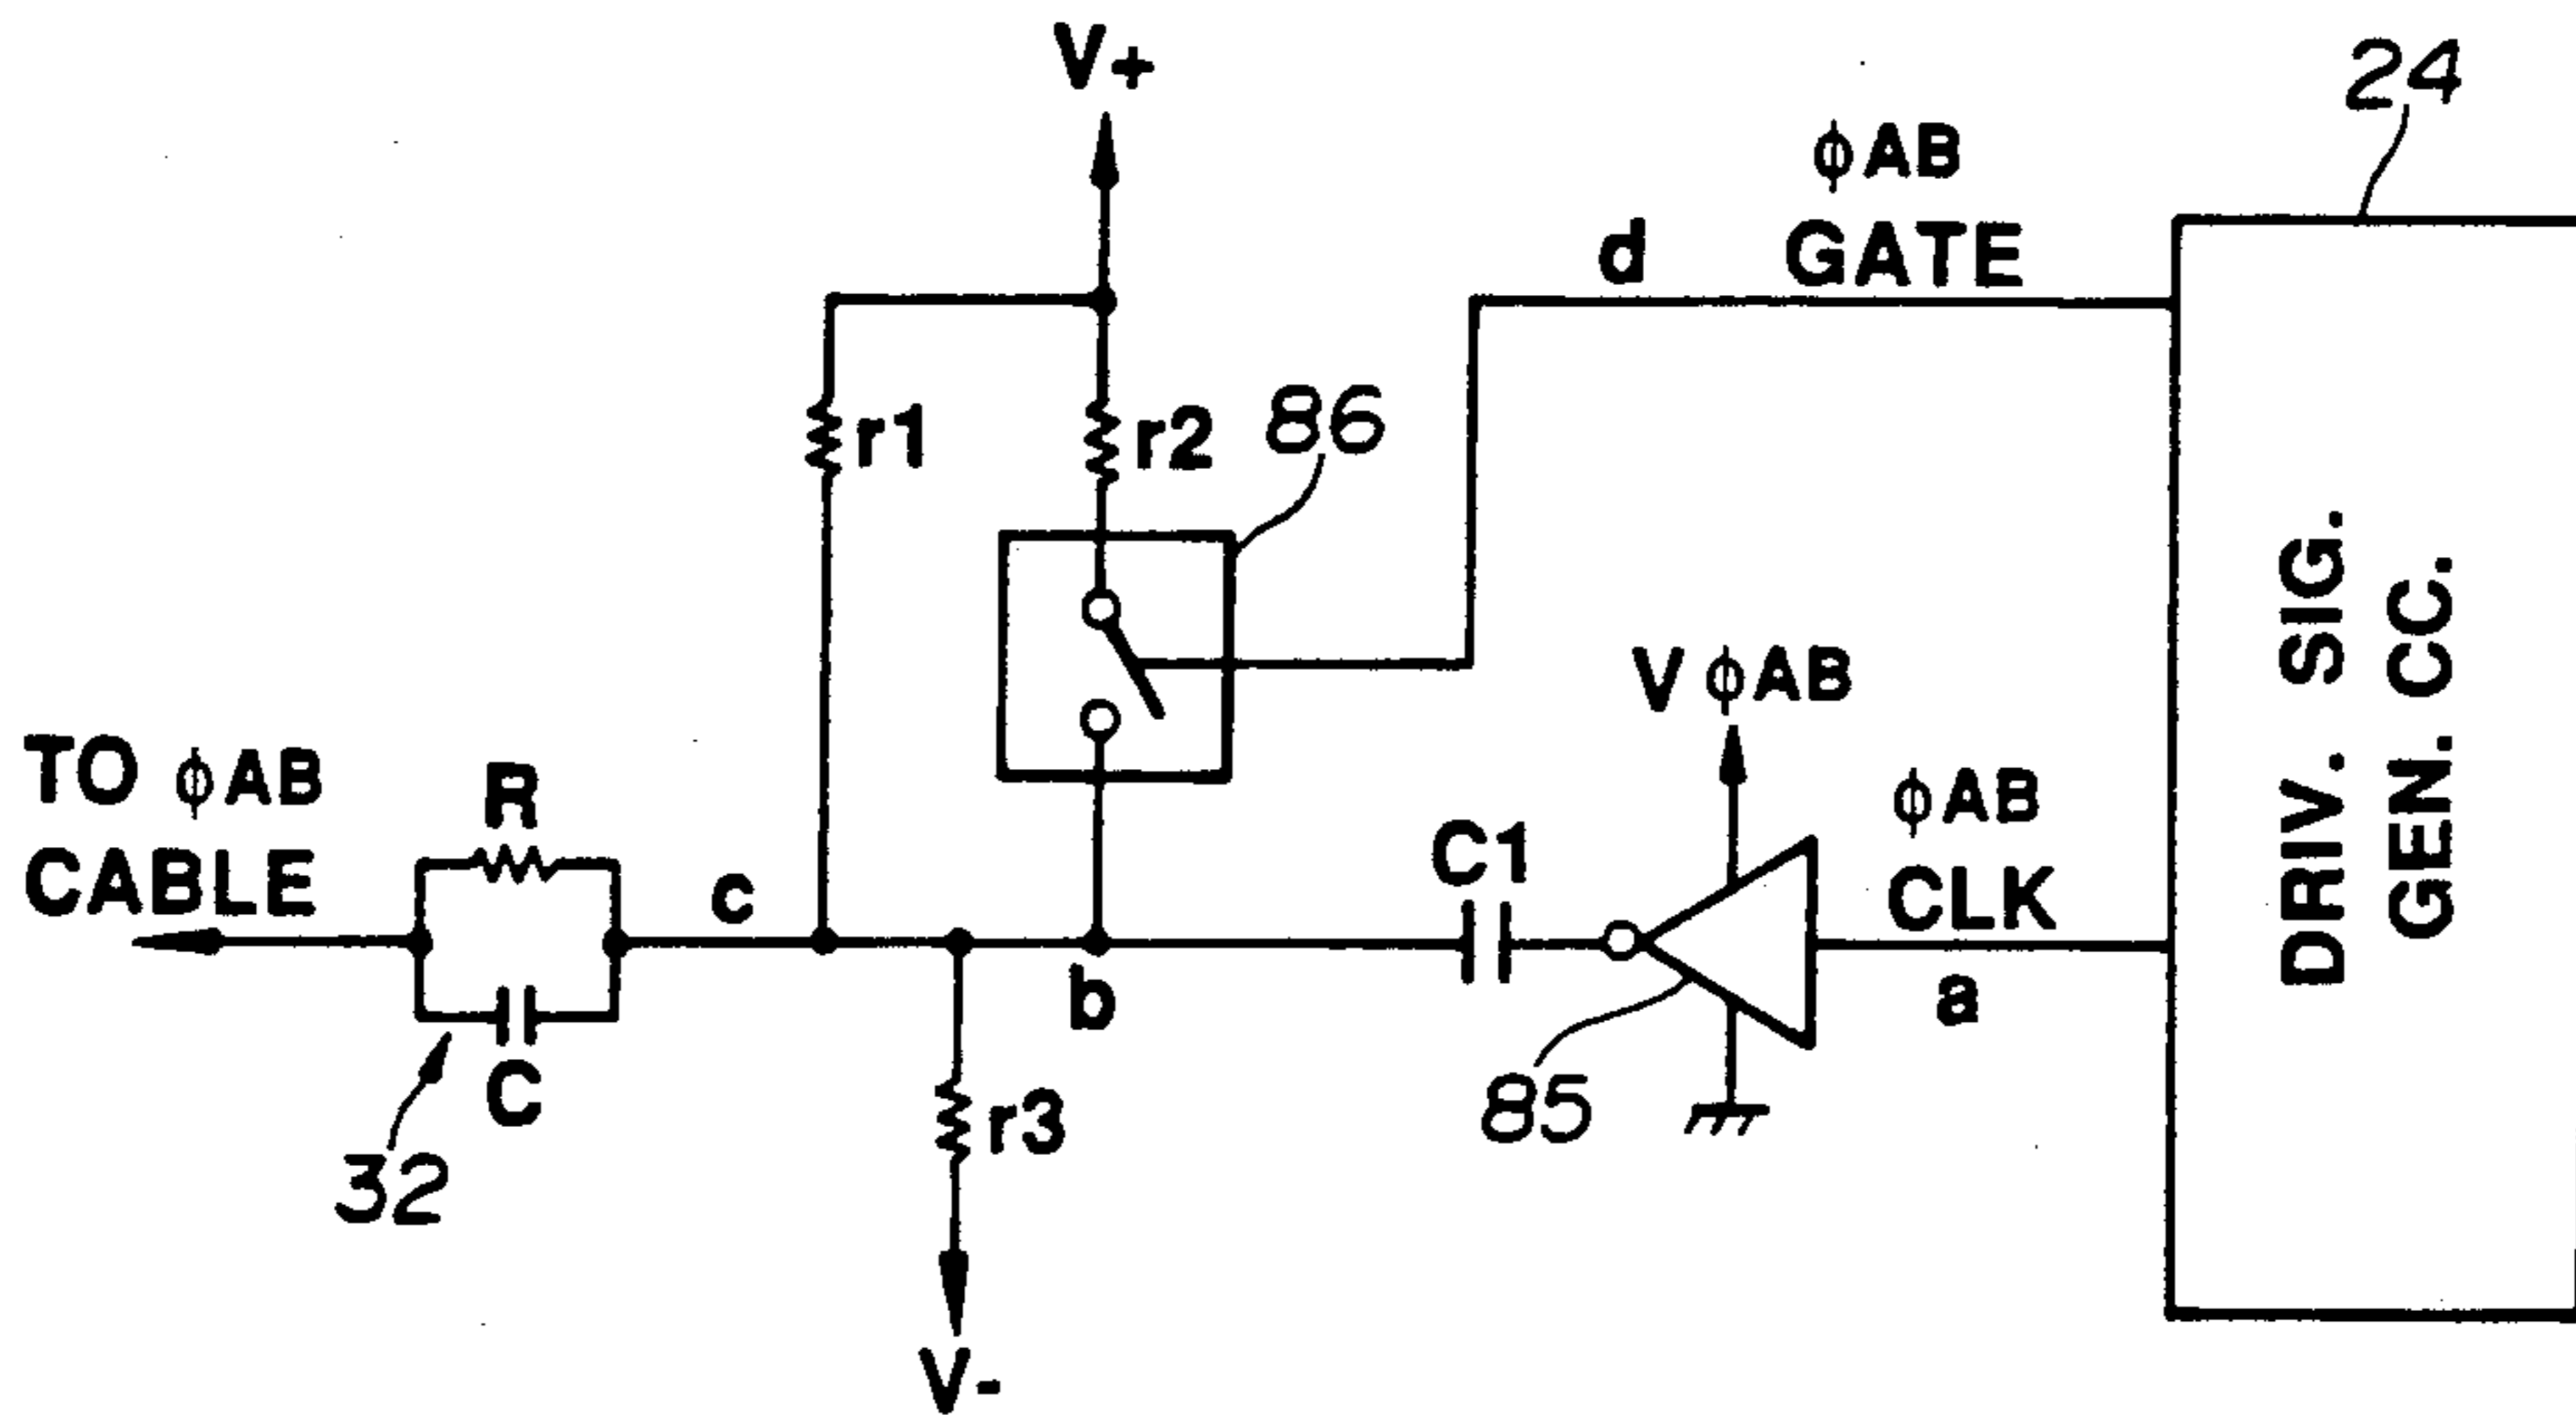 V+
24
φAB
d GATE
r1
r2
86
V φAB
TO φAB
CABLE
R
c
C1
φAB
CLK
b
a
C
32
r3
85
V-
DRIV. SIG.
GEN. CC.